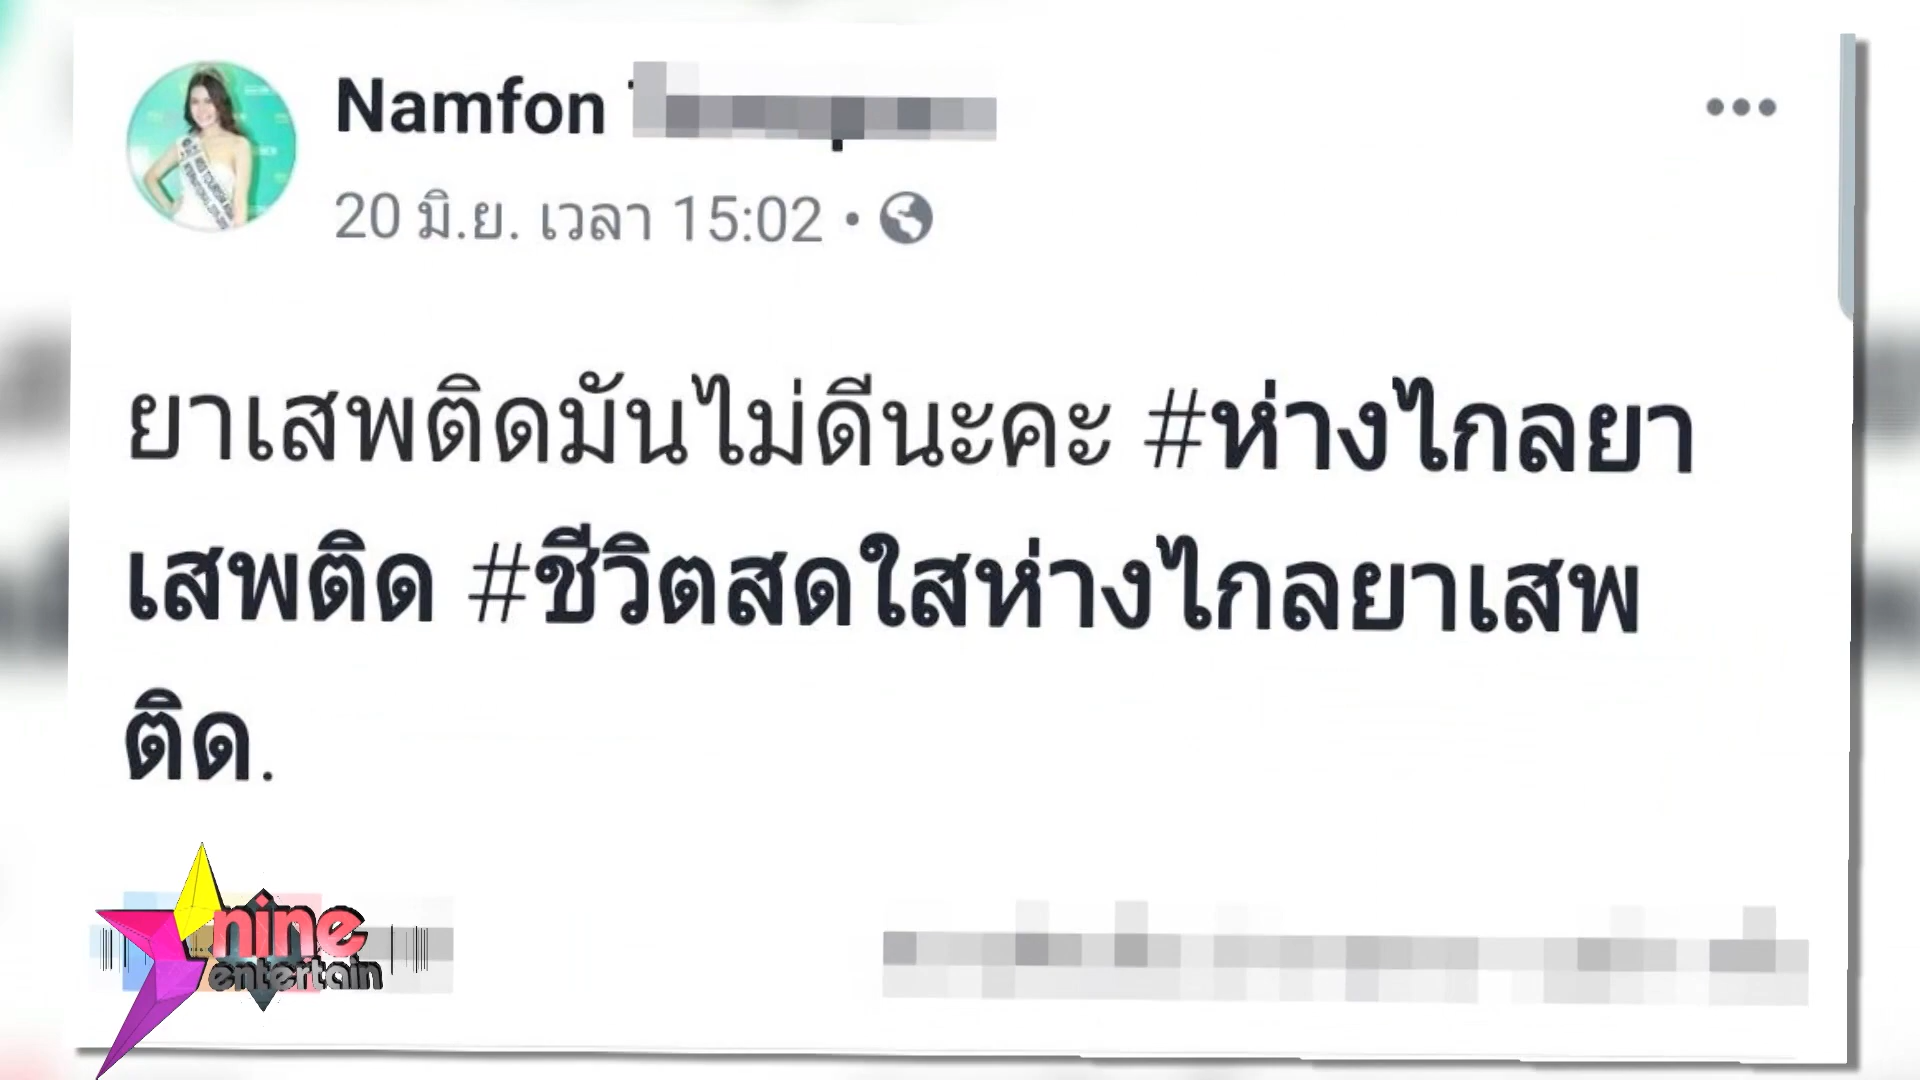 Namfon
20 มิ.ย. เวลา 15:02
ยาเสพติดมันไม่ดีนะคะ #ห่างไกลยา
เสพติด #ชีวิตสดใสห่างไกลยาเสพ
ติด.
nine
entertain